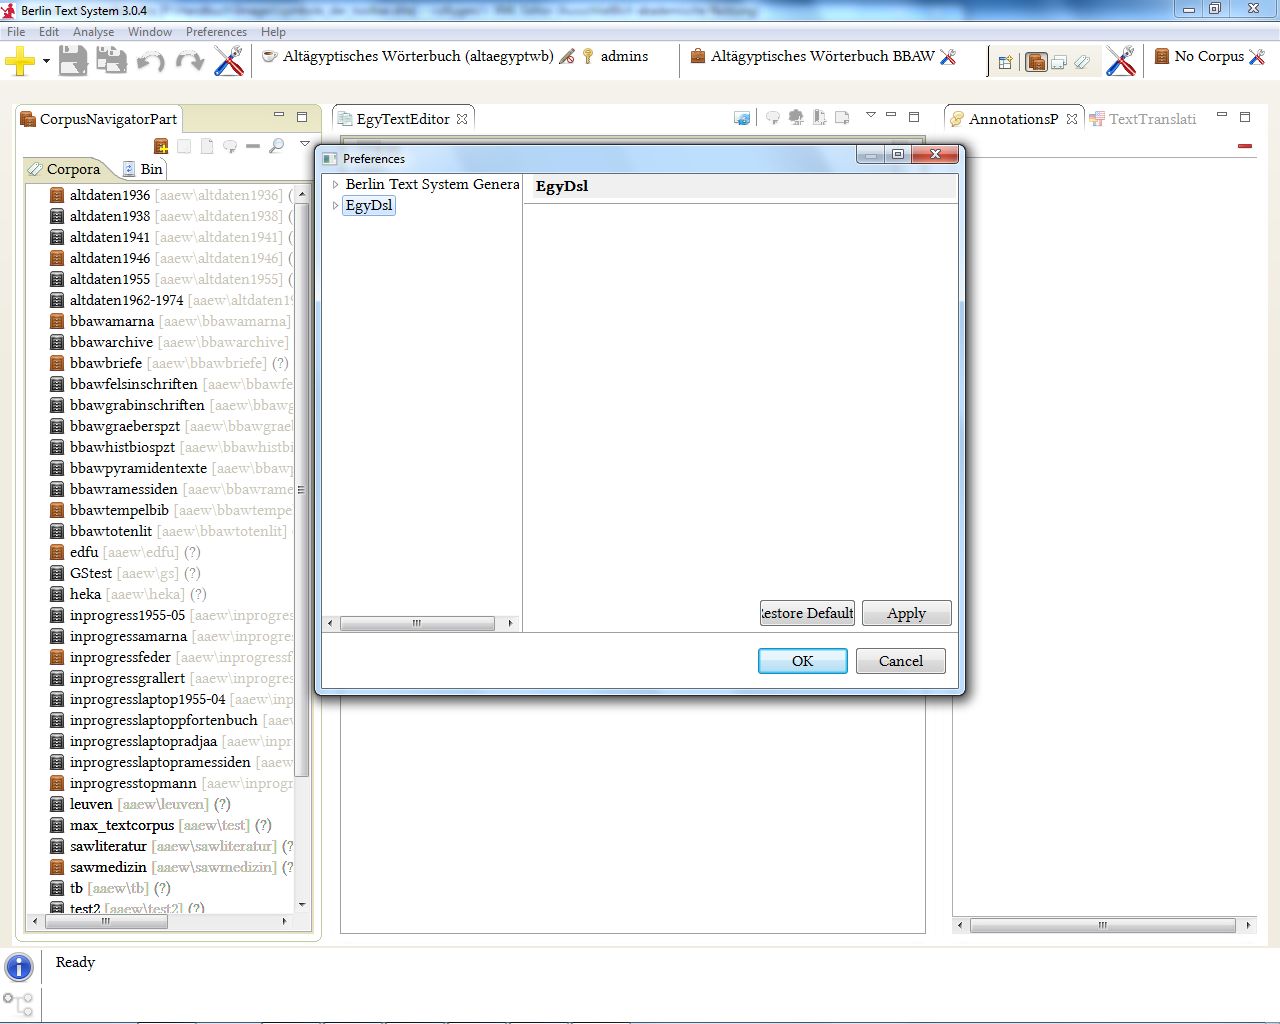 Berlin Text System 3.0.4
File Edit Analyse Window Preferences Help
Altägyptisches Wörterbuch (altaegyptwb) admins Altägyptisches Wörterbuch BBAW No Corpus
CorpusNavigatorPart
EgyTextEditor
AnnotationsP
TextTranslati
Corpora
Bin
altdaten1936 [aaew\altdaten1936] (
altdaten1938 [aaew\altdaten1938] (
altdaten1941 [aaew\altdaten1941] (
altdaten1946 [aaew\altdaten1946] (
altdaten1955 [aaew\altdaten1955] (
altdaten1962-1974 [aaew\altdaten19
bbawamarna [aaew\bbawamarna]
bbawarchive [aaew\bbawarchive]
bbawbriefe [aaew\bbawbriefe] (?)
bbawfelsinschriften [aaew\bbawfe
bbawgrabinschriften [aaew\bbawg
bbawgraeberspzt [aaew\bbawgrael
bbawhistbiospzt [aaew\bbawhistbi
bbawpyramidentexte [aaew\bbawp
bbawramessiden [aaew\bbawrame
bbawtempelbib [aaew\bbawtempe
bbawtotenlit [aaew\bbawtotenlit]
edfu [aaew\edfu] (?)
GStest [aaew\gs] (?)
heka [aaew\heka] (?)
inprogress1955-05 [aaew\inprogress
inprogressamarna [aaew\inprogres
inprogressfeder [aaew\inprogressf
inprogressgrallert [aaew\inprogres
inprogresslaptop1955-04 [aaew\inp
inprogresslaptoppfortenbuch [aaew
inprogresslaptopradjaa [aaew\inpr
inprogresslaptopramessiden [aaew
inprogresstopmann [aaew\inprogr
leuven [aaew\leuven] (?)
max_textcorpus [aaew\test] (?)
sawliteratur [aaew\sawliteratur] (?
sawmedizin [aaew\sawmedizin] (?
tb [aaew\tb] (?)
test2 [aaew\test2] (?)
Preferences
Berlin Text System Genera
EgyDsl
EgyDsl
estore Default
Apply
OK
Cancel
Ready